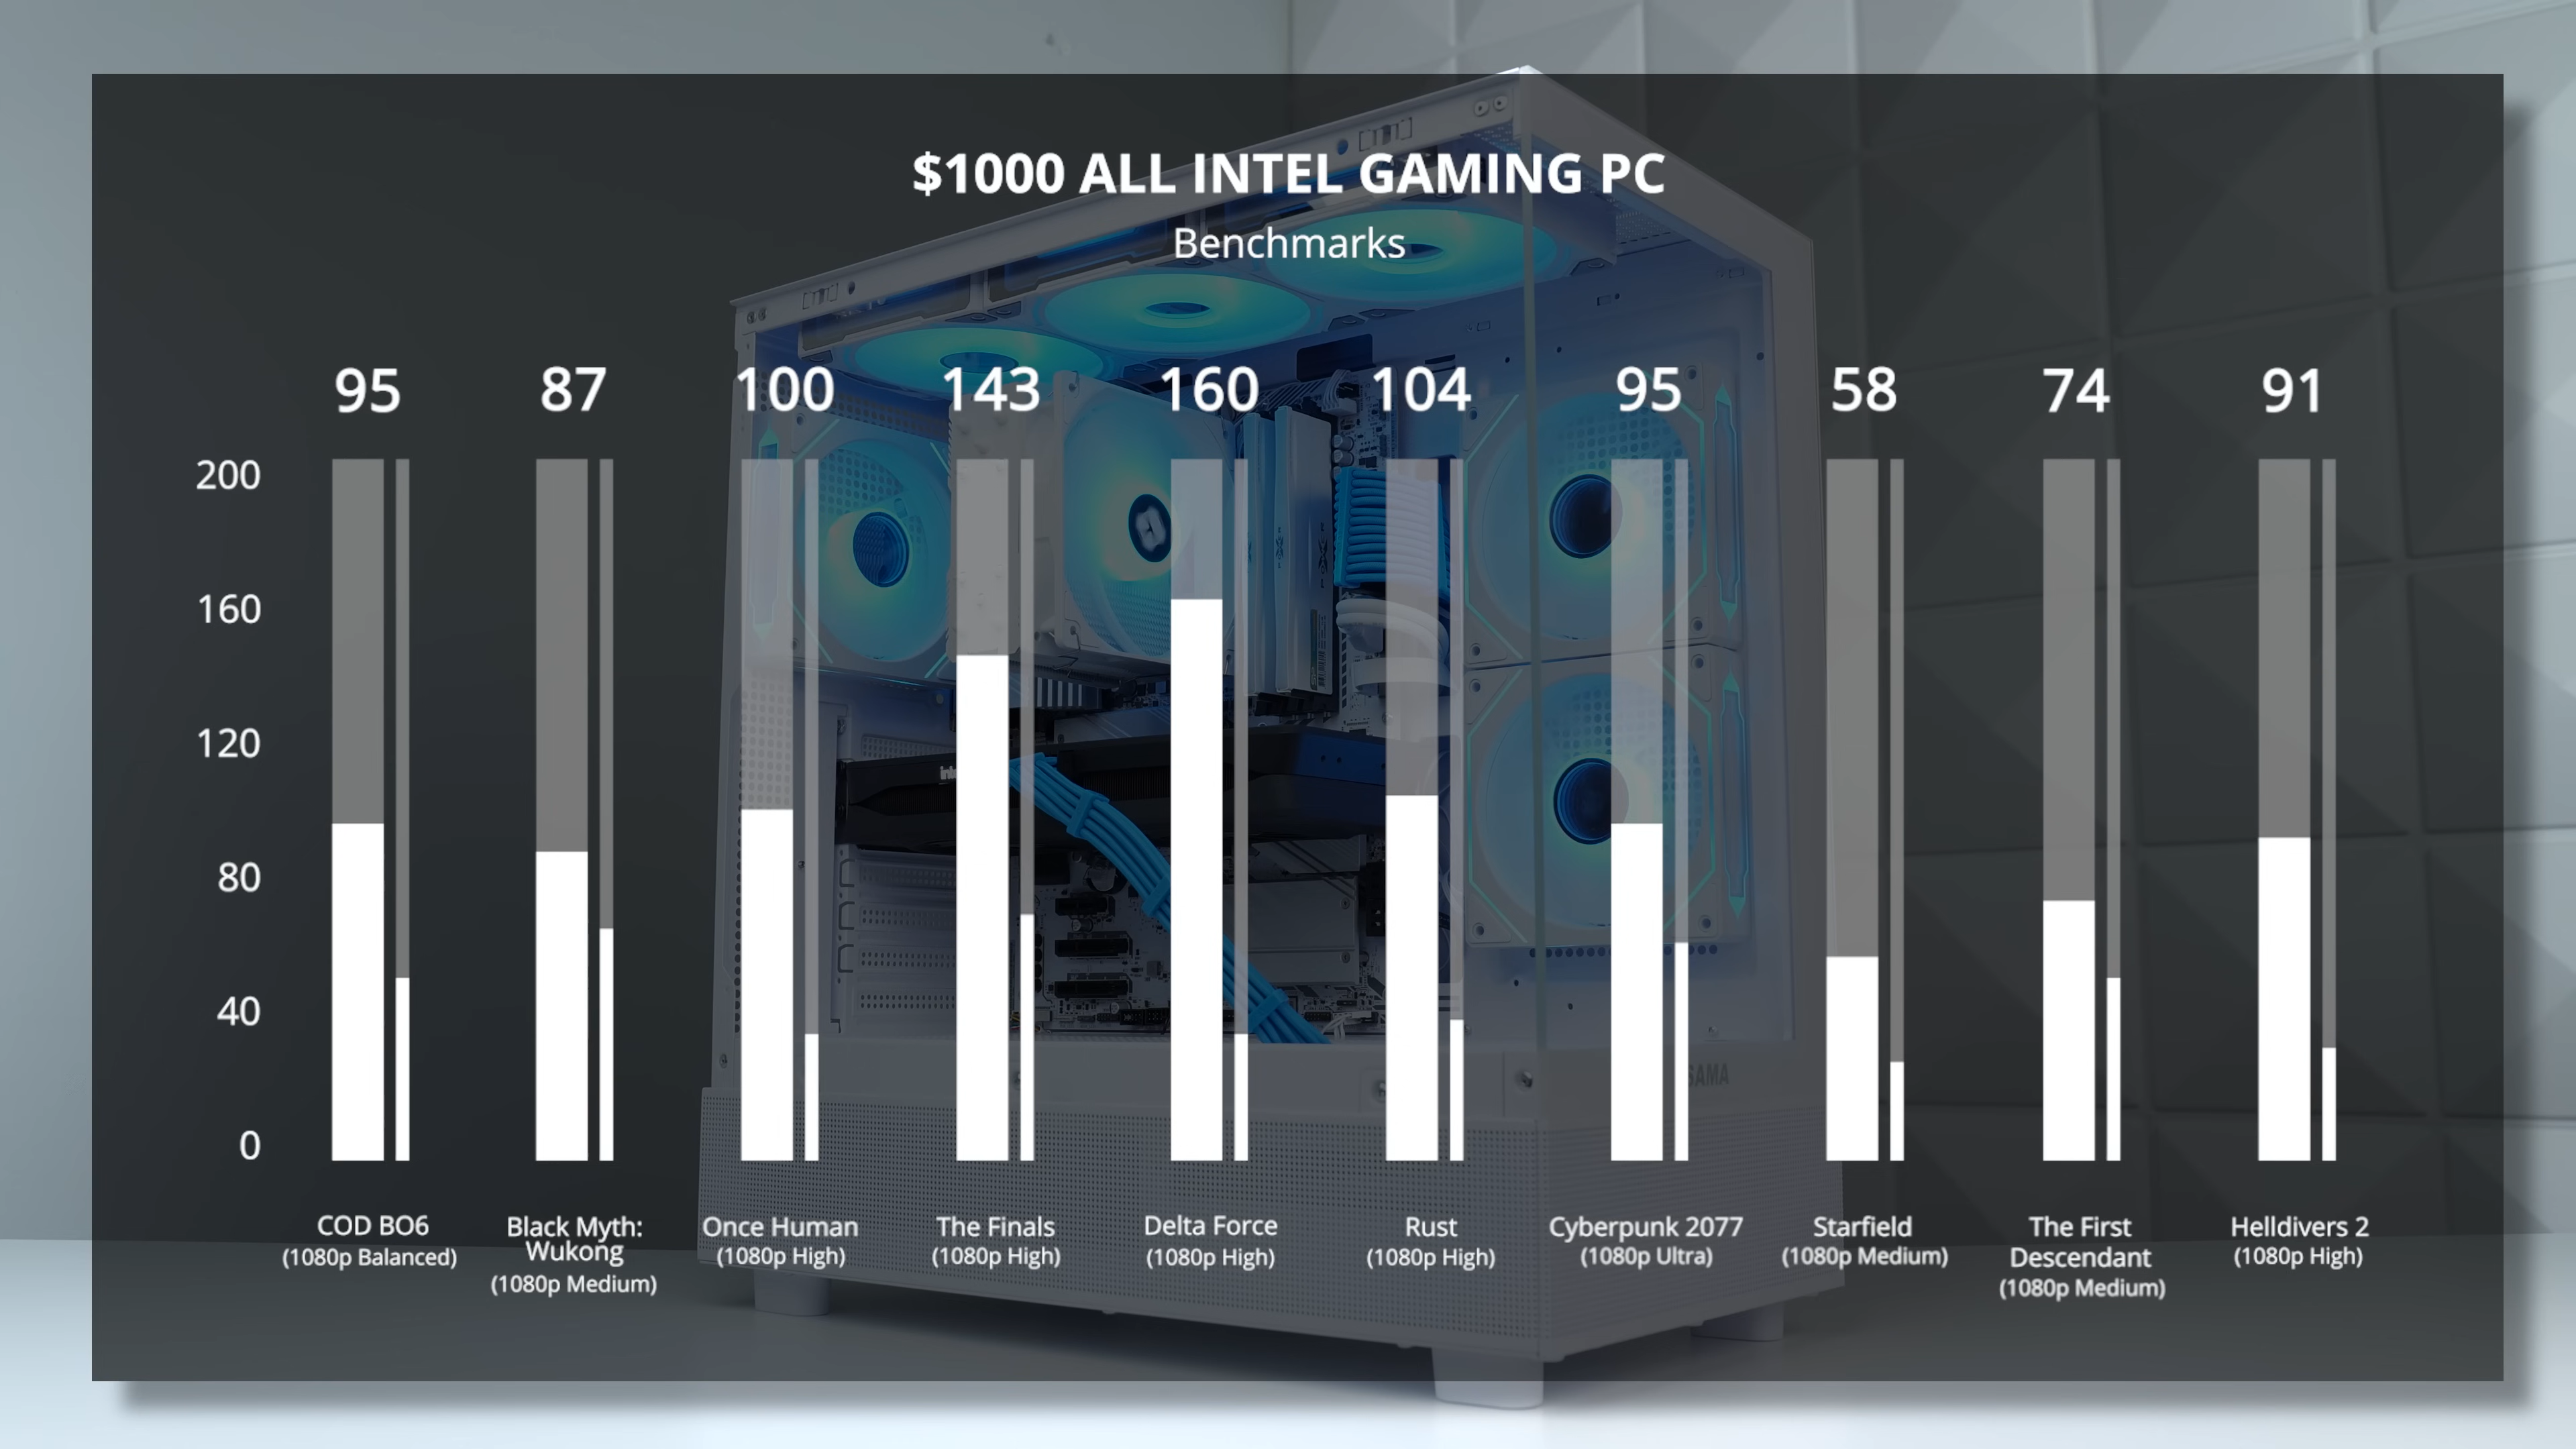 $1000 ALL INTEL GAMING PC
Benchmarks
95 87 100 143 160 104 95 58 74 91
200
160
120
80
40
0
COD BO6
(1080p Balanced)
Black Myth:
Wukong
(1080p Medium)
Once Human
(1080p High)
The Finals
(1080p High)
Delta Force
(1080p High)
Rust
(1080p High)
Cyberpunk 2077
(1080p Ultra)
Starfield
(1080p Medium)
The First
Descendant
(1080p Medium)
Helldivers 2
(1080p High)
SAMA